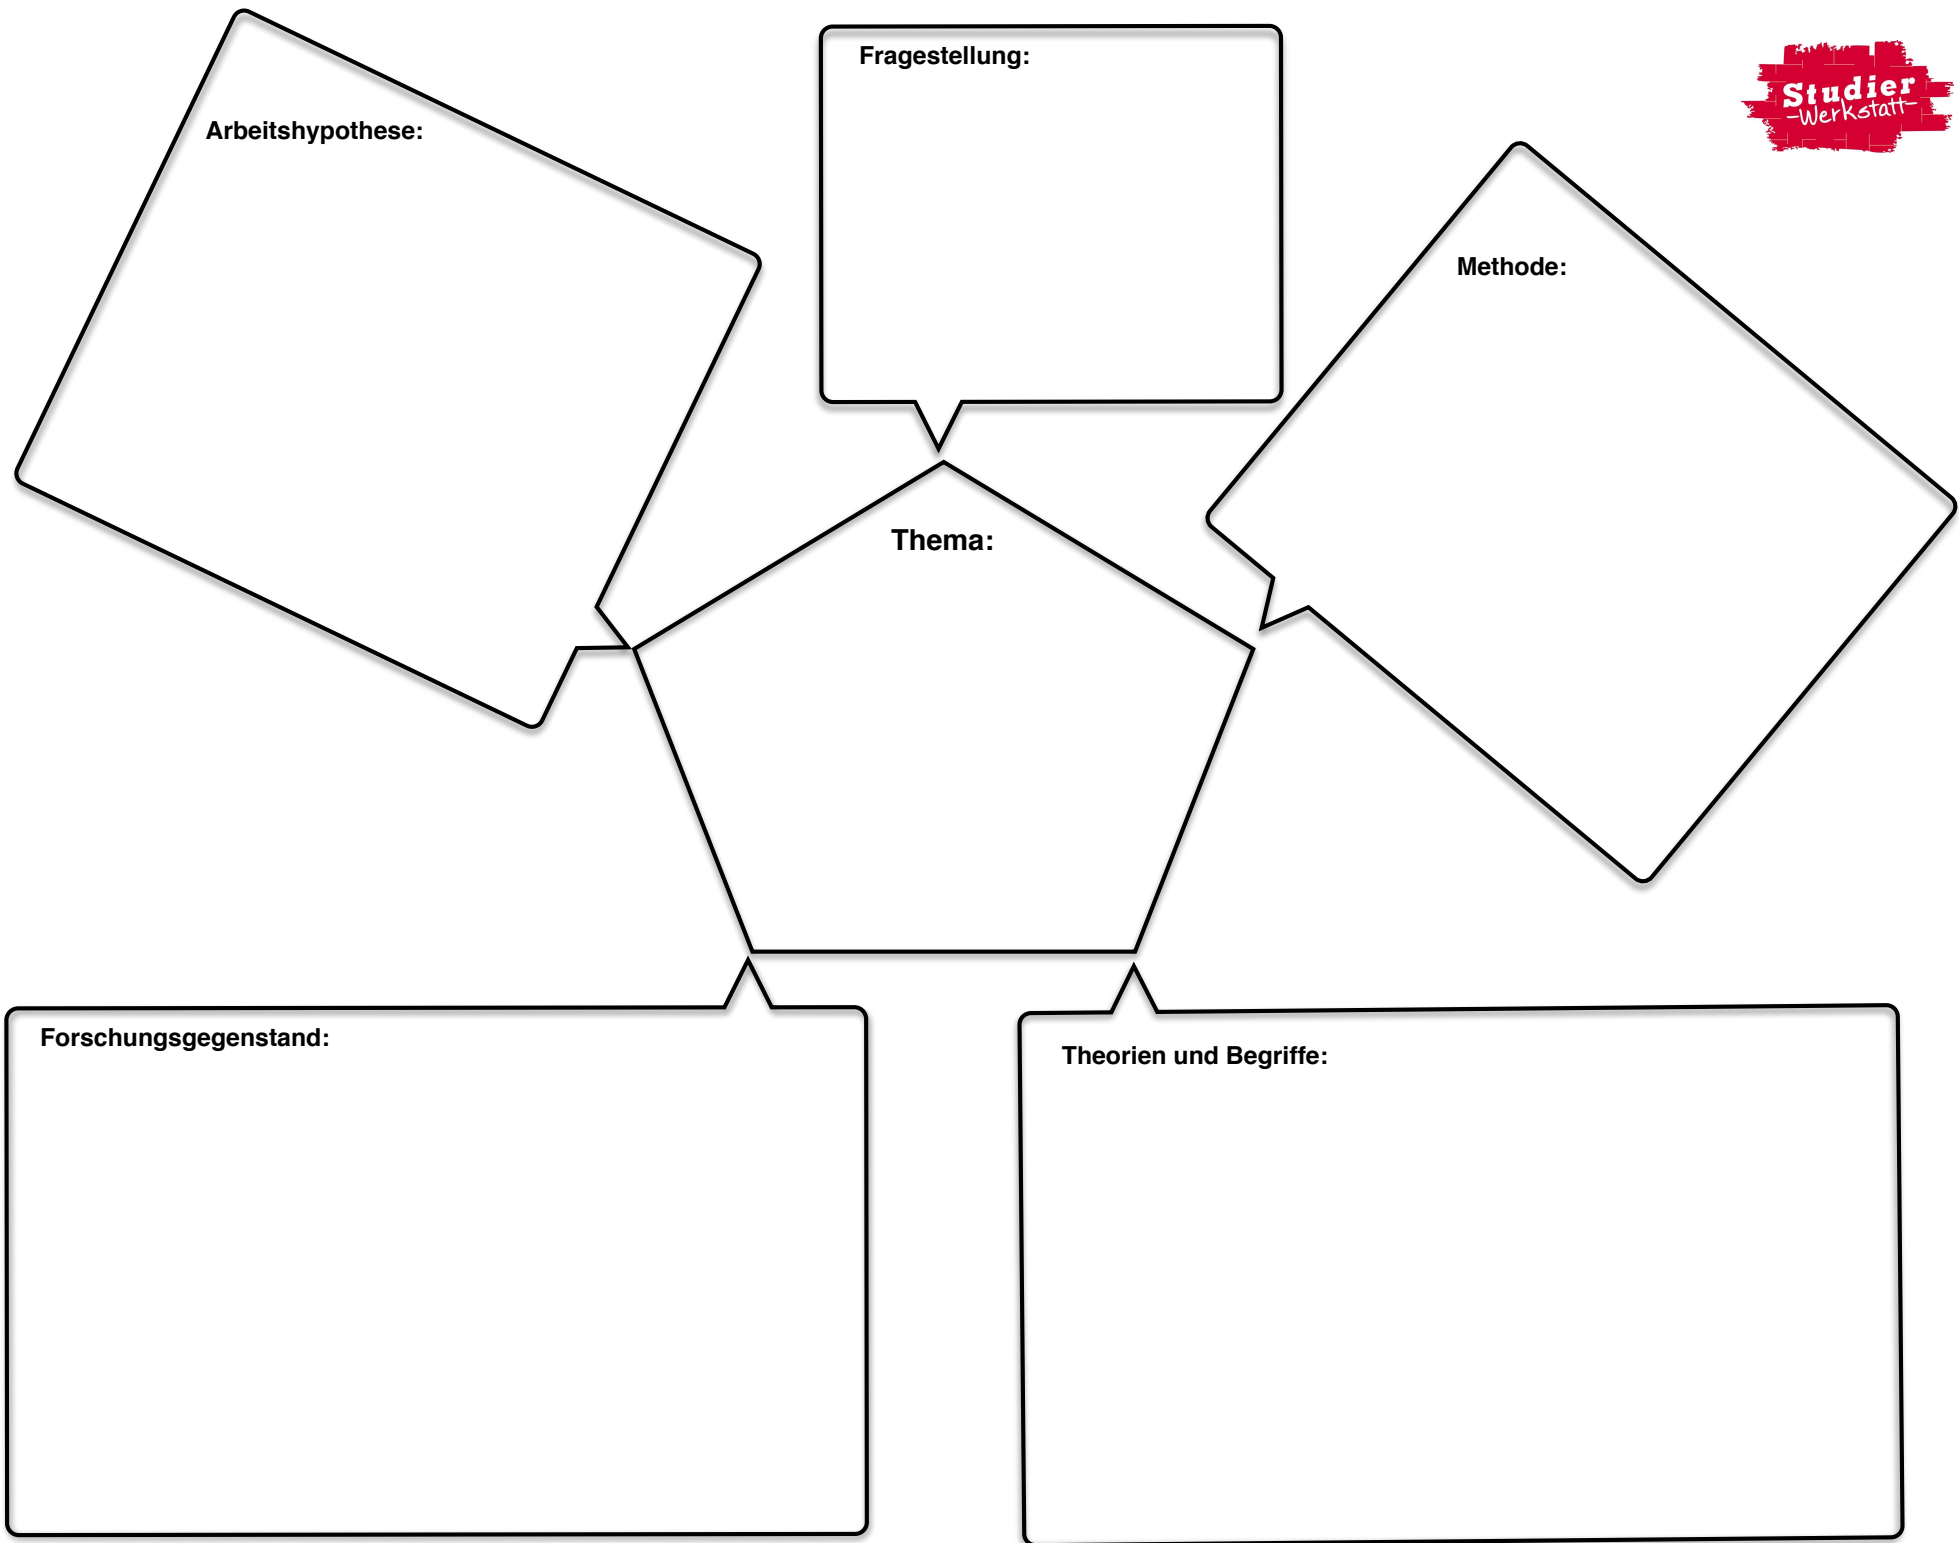 Fragestellung:
Studier
-Werkstatt-
Arbeitshypothese:
Methode:
Thema:
Forschungsgegenstand:
Theorien und Begriffe: